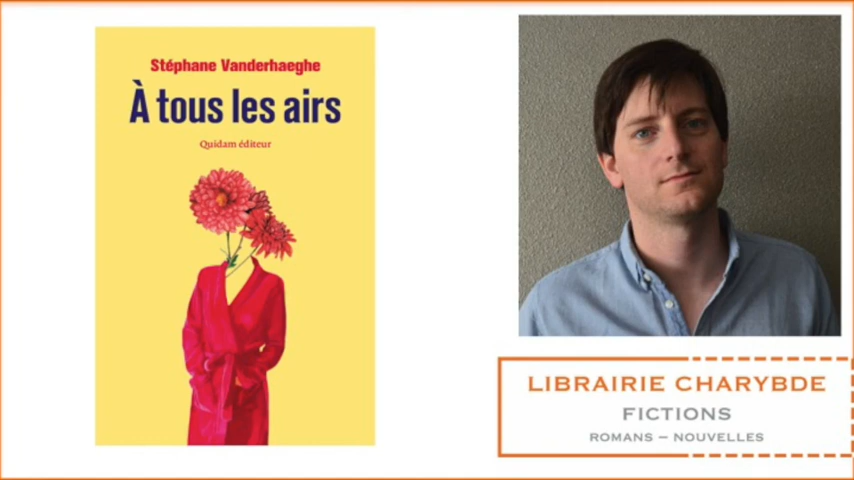 Stéphane Vanderhaeghe
À tous les airs
Quidam éditeur
LIBRAIRIE CHARYBDE
FICTIONS
ROMANS – NOUVELLES